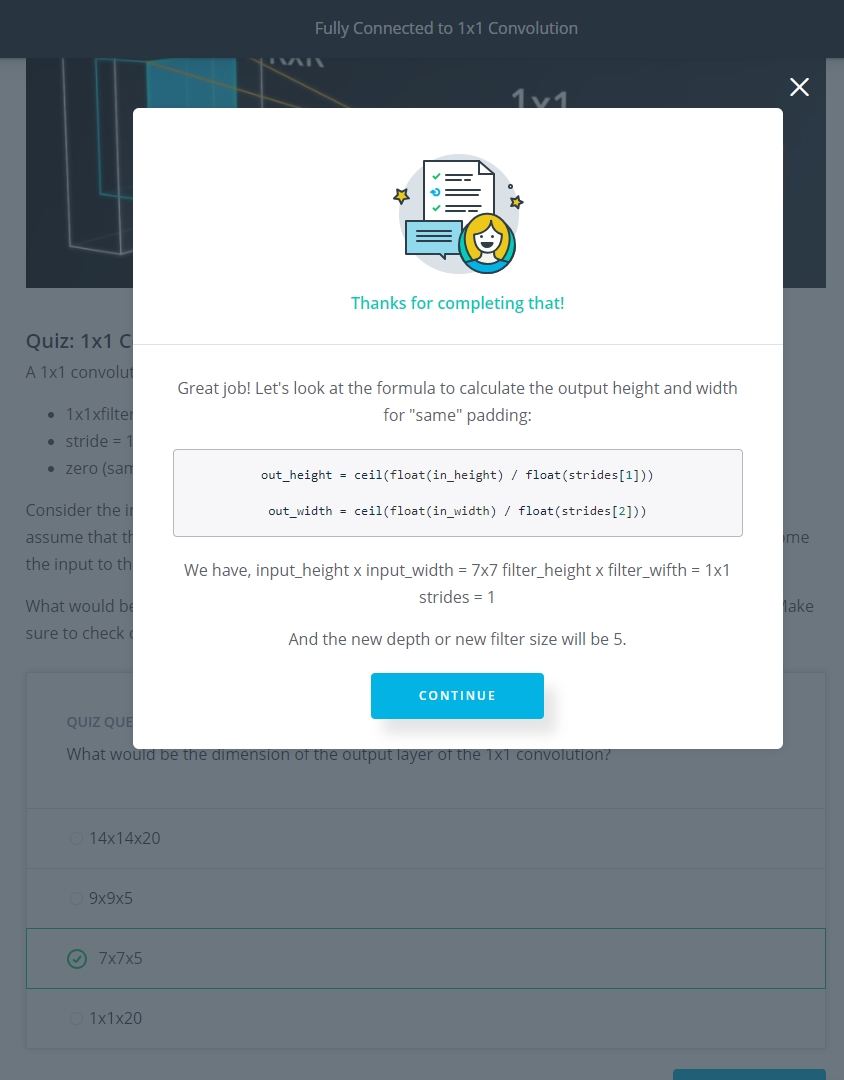 Fully Connected to 1x1 Convolution
1x1
Thanks for completing that!
Great job! Let's look at the formula to calculate the output height and width
for "same" padding:
out_height = ceil(float(in_height) / float(strides[1]))
out_width = ceil(float(in_width) / float(strides[2]))
We have, input_height x input_width = 7x7 filter_height x filter_wifth = 1x1
strides = 1
And the new depth or new filter size will be 5.
CONTINUE
Quiz: 1x1 C
A 1x1 convolut
1x1xfilter
stride = 1
zero (sam
Consider the
assume that
the input to
What would be
sure to check
QUIZ QUE
What would be the dimension of the output layer of the 1x1 convolution?
14x14x20
9x9x5
7x7x5
1x1x20